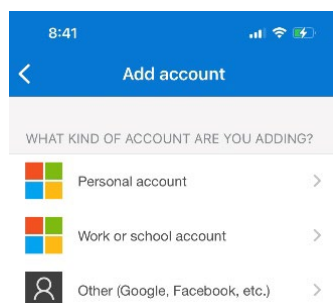 8:41
Add account
WHAT KIND OF ACCOUNT ARE YOU ADDING?
Personal account
Work or school account
Other (Google, Facebook, etc.)